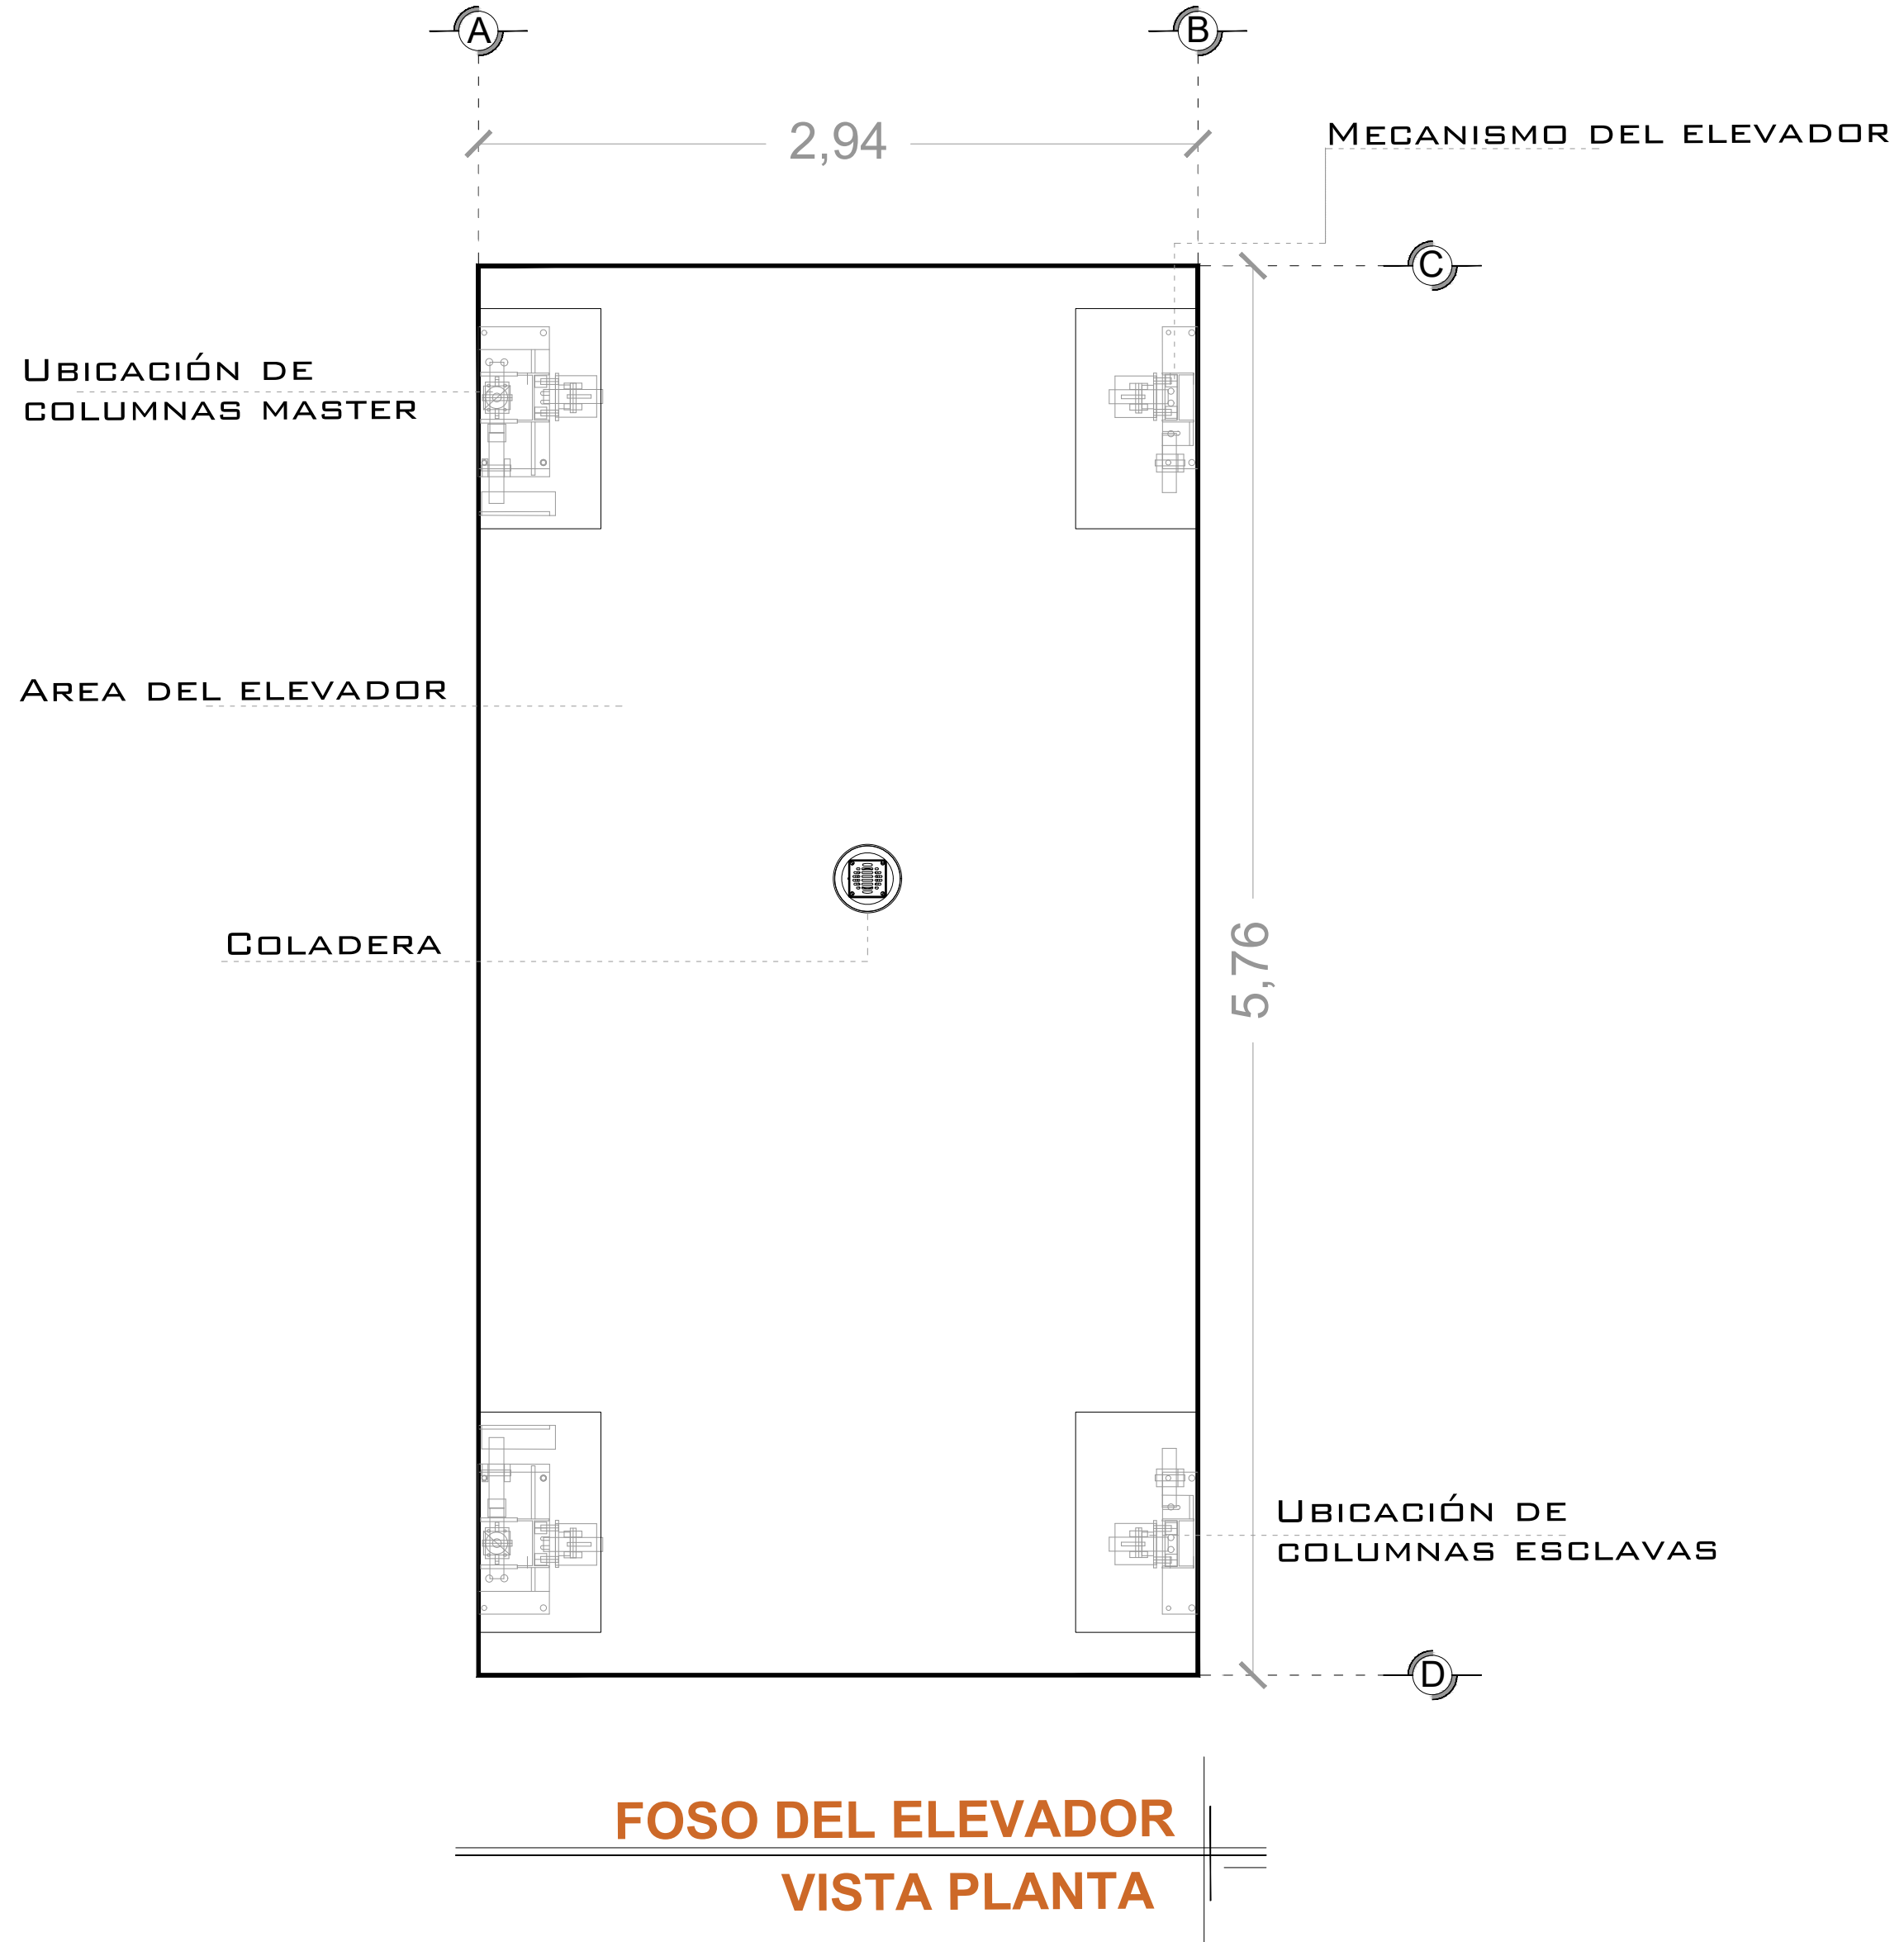 A
B
2,94
Mecanismo del elevador
C
Ubicación de
columnas master
Area del elevador
Coladera
5,76
Ubicación de
columnas esclavas
D
FOSO DEL ELEVADOR
VISTA PLANTA